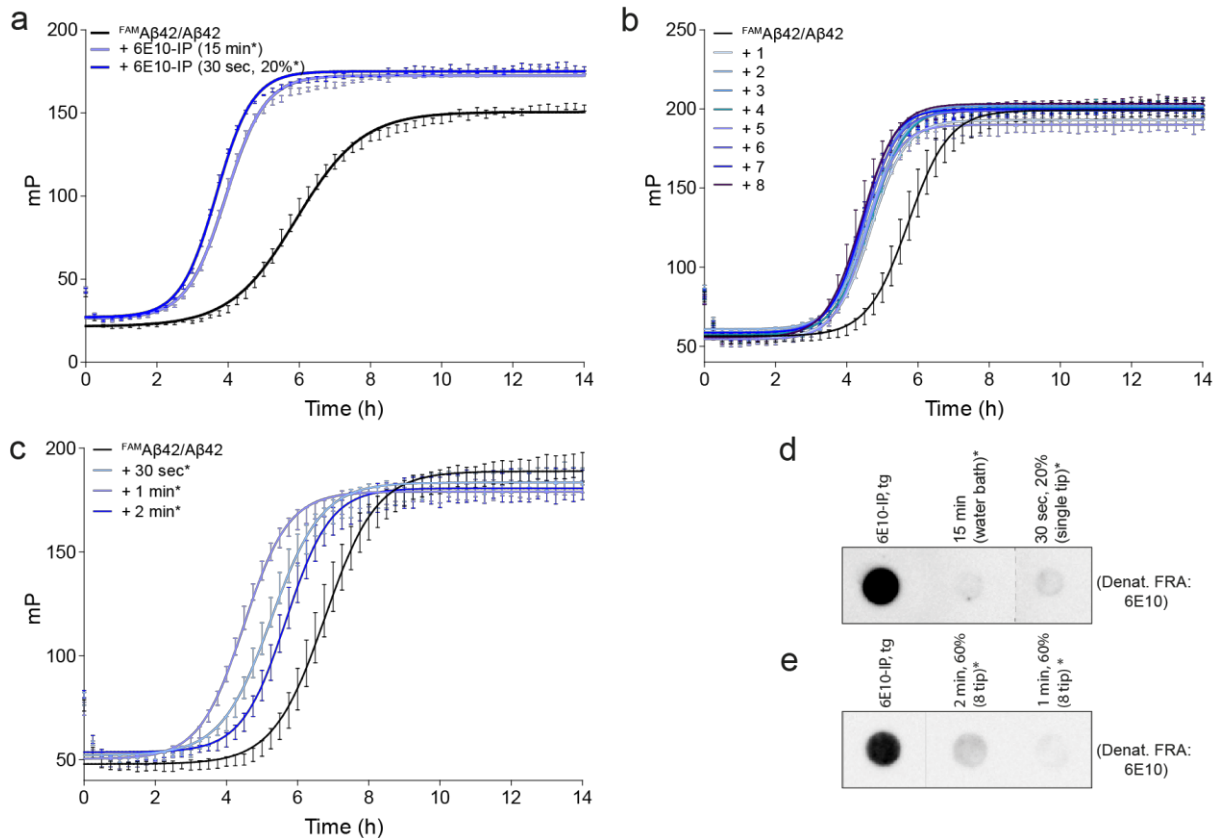 a
200
150
100
50
0
mP
0 2 4 6 8 10 12 14
Time (h)
FAMAβ42/Aβ42
+ 6E10-IP (15 min*)
+ 6E10-IP (30 sec, 20%*)
b
250
200
150
100
50
mP
0 2 4 6 8 10 12 14
Time (h)
FAMAβ42/Aβ42
+ 1
+ 2
+ 3
+ 4
+ 5
+ 6
+ 7
+ 8
c
200
150
100
50
mP
0 2 4 6 8 10 12 14
Time (h)
FAMAβ42/Aβ42
+ 30 sec*
+ 1 min*
+ 2 min*
d
6E10-IP, tg
15 min
(water bath)*
30 sec, 20%
(single tip)*
(Denat. FRA:
6E10)
e
6E10-IP, tg
2 min, 60%
(8 tip)*
1 min, 60%
(8 tip)*
(Denat. FRA:
6E10)